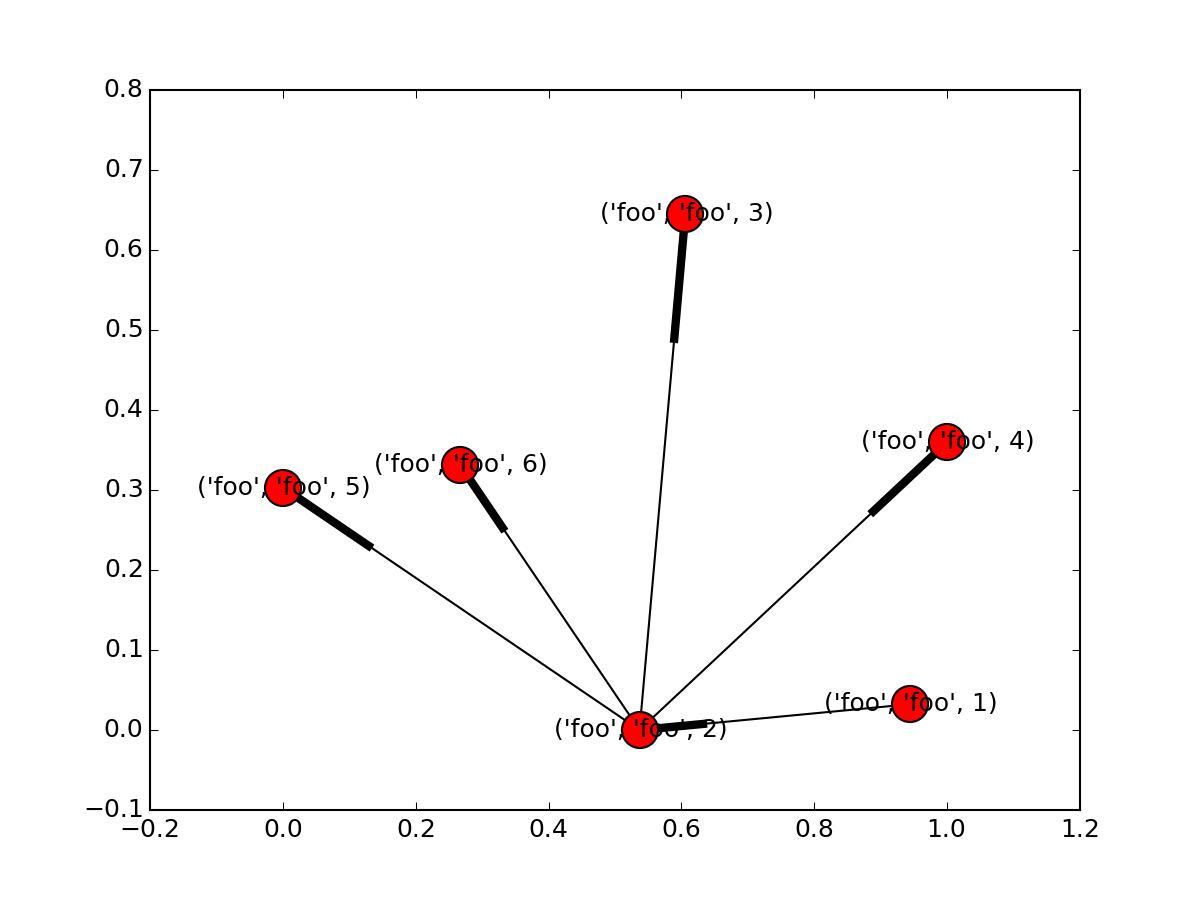 0.8
0.7
0.6
0.5
0.4
0.3
0.2
0.1
0.0
−0.1
('foo', 'foo', 3)
('foo', 'foo', 4)
('foo', 'foo', 6)
('foo', 'foo', 5)
('foo', 'foo', 1)
('foo', 'foo', 2)
−0.2 0.0 0.2 0.4 0.6 0.8 1.0 1.2